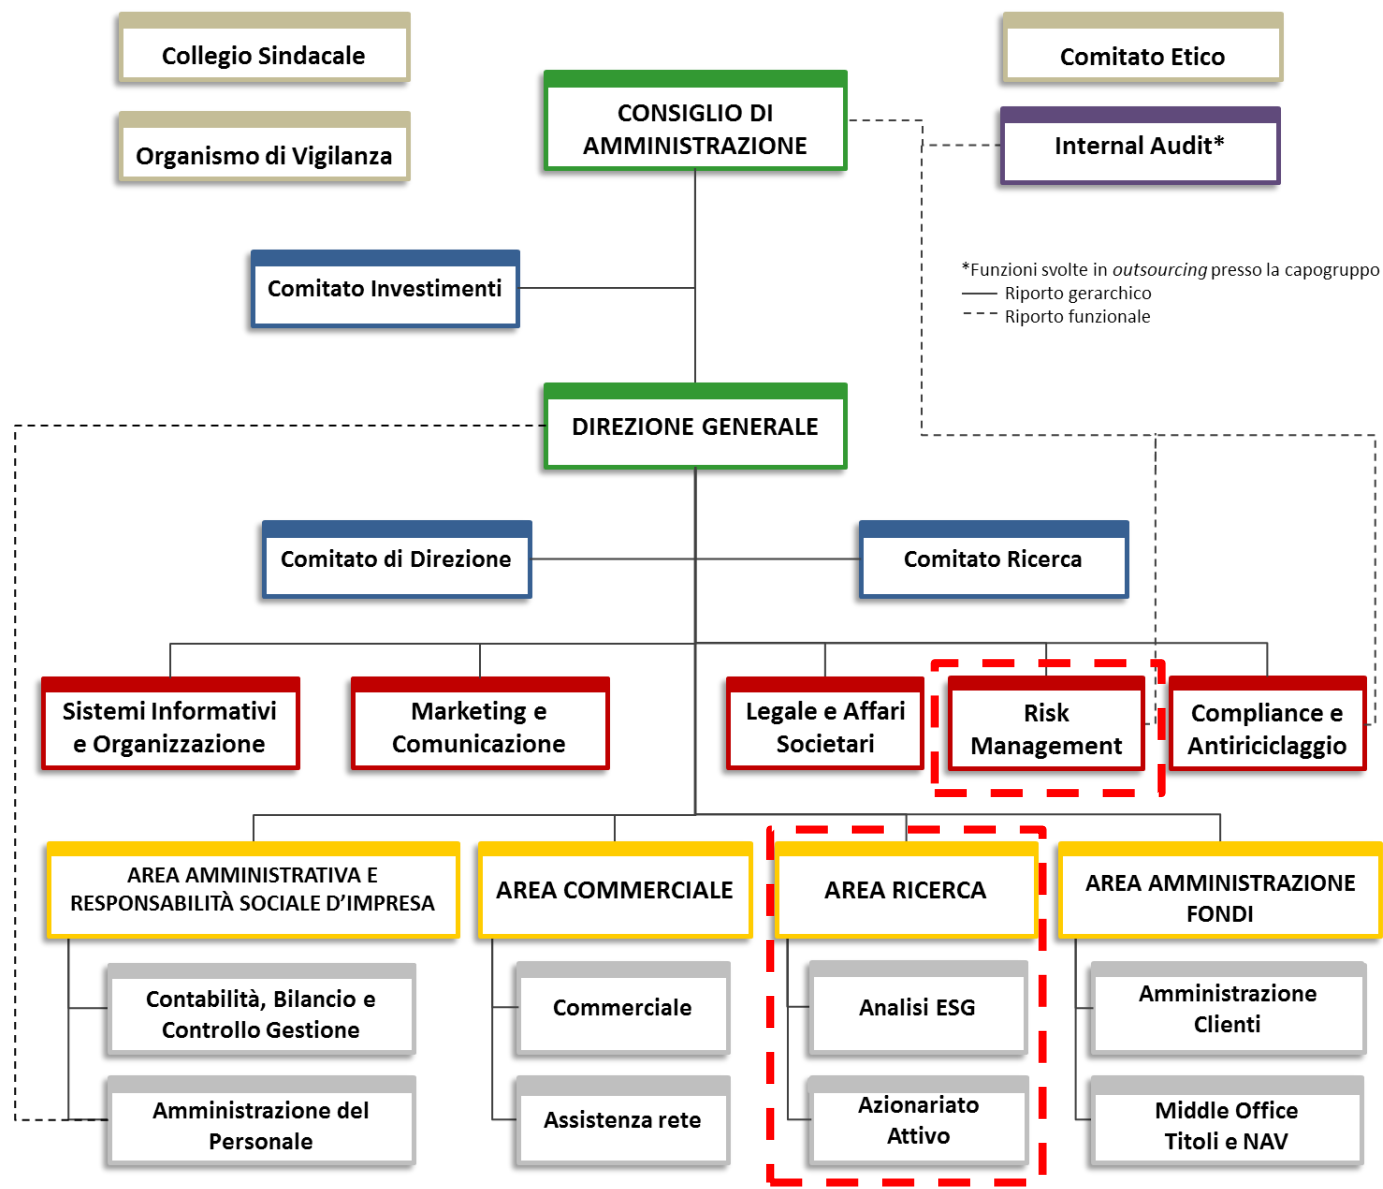 Collegio Sindacale
Comitato Etico
CONSIGLIO DI
AMMINISTRAZIONE
Organismo di Vigilanza
Internal Audit*
Comitato Investimenti
*Funzioni svolte in outsourcing presso la capogruppo
Riporto gerarchico
Riporto funzionale
DIREZIONE GENERALE
Comitato di Direzione
Comitato Ricerca
Sistemi Informativi
e Organizzazione
Marketing e
Comunicazione
Legale e Affari
Societari
Risk
Management
Compliance e
Antiriciclaggio
AREA AMMINISTRATIVA E
RESPONSABILITÀ SOCIALE D'IMPRESA
AREA COMMERCIALE
AREA RICERCA
AREA AMMINISTRAZIONE
FONDI
Contabilità, Bilancio e
Controllo Gestione
Commerciale
Analisi ESG
Amministrazione
Clienti
Amministrazione del
Personale
Assistenza rete
Azionariato
Attivo
Middle Office
Titoli e NAV